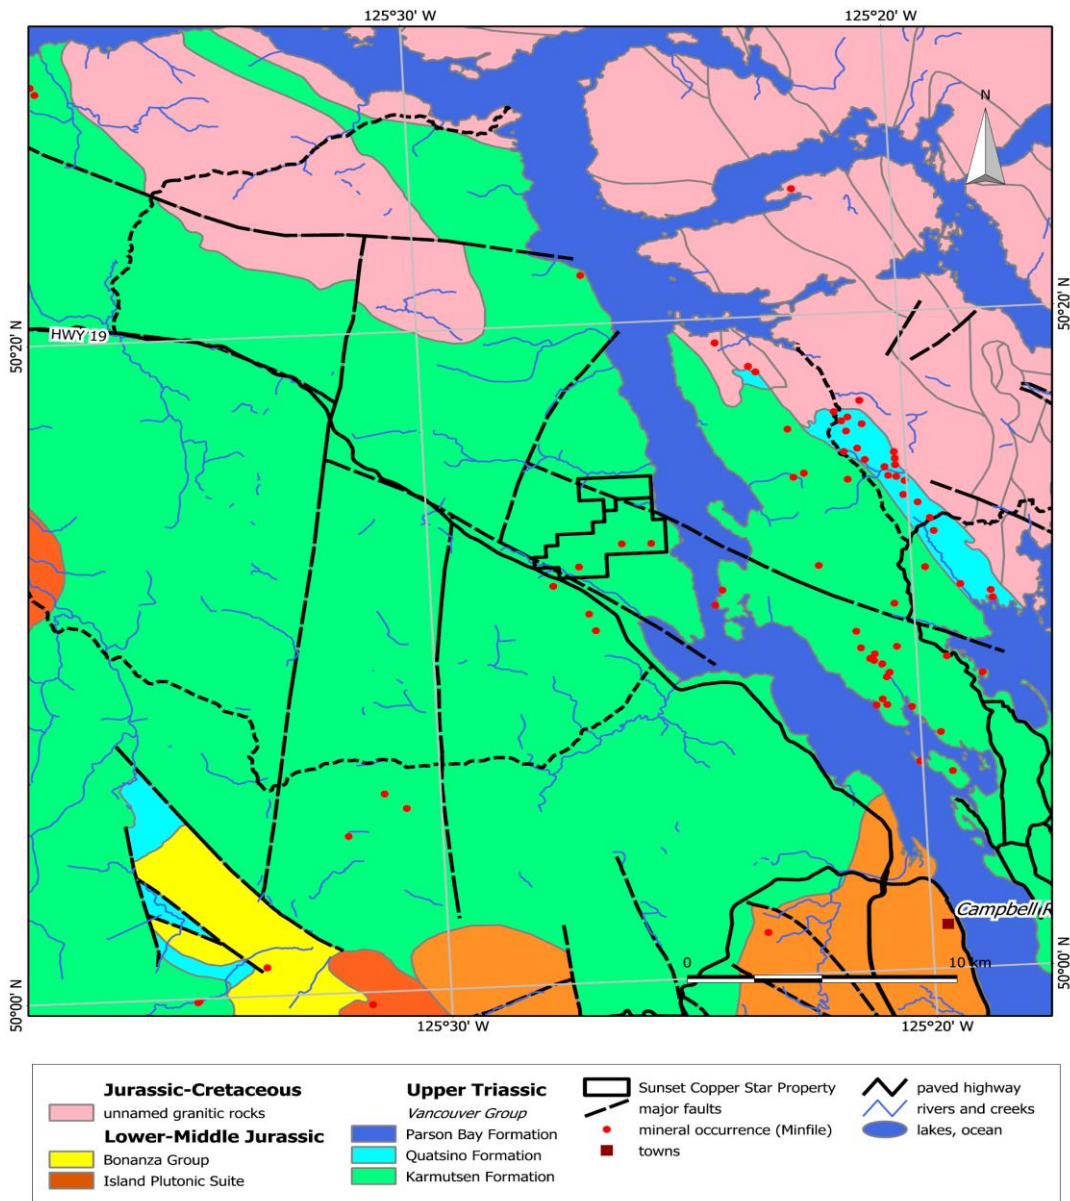 125°30' W
125°20' W
N
50°20' N
50°20' N
HWY 19
Campbell R
0
10 km
50°00' N
50°00' N
125°30' W
125°20' W
Jurassic-Cretaceous
unnamed granitic rocks
Lower-Middle Jurassic
Bonanza Group
Island Plutonic Suite
Upper Triassic
Vancouver Group
Parson Bay Formation
Quatsino Formation
Karmutsen Formation
Sunset Copper Star Property
major faults
mineral occurrence (Minfile)
towns
paved highway
rivers and creeks
lakes, ocean